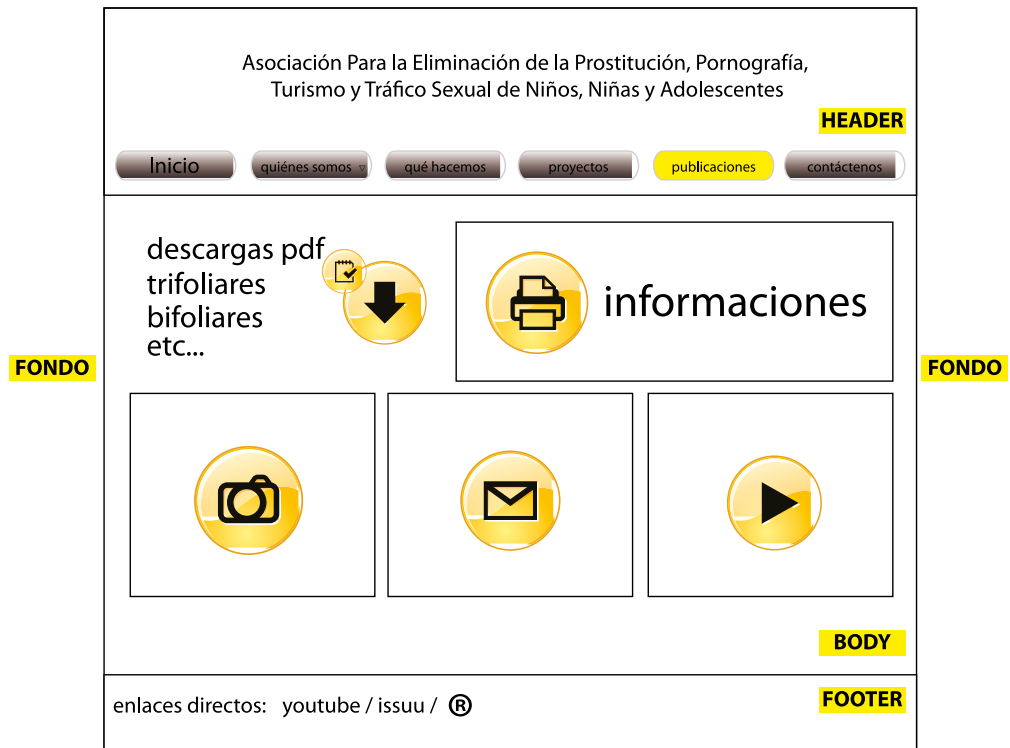 Asociación Para la Eliminación de la Prostitución, Pornografía,
Turismo y Tráfico Sexual de Niños, Niñas y Adolescentes
HEADER
Inicio
quiénes somos
qué hacemos
proyectos
publicaciones
contáctenos
descargas pdf
trifoliares
bifoliares
etc...
informaciones
FONDO
FONDO
BODY
enlaces directos: youtube / issuu / ®
FOOTER